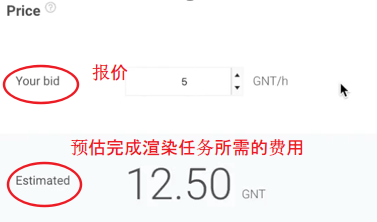 Price ?
报价
Your bid 5 GNT/h
预估完成渲染任务所需的费用
Estimated 12.50 GNT